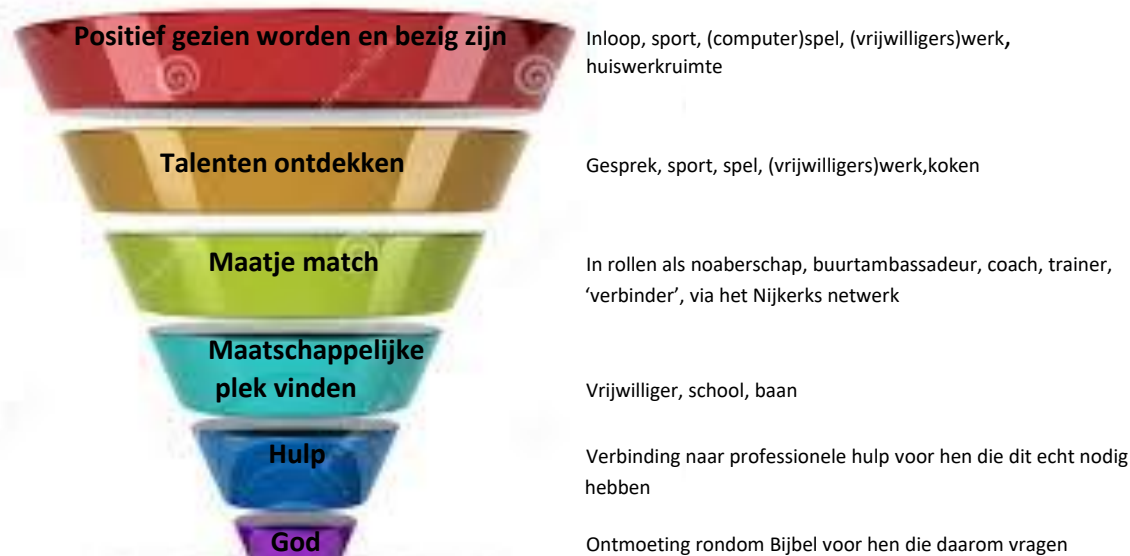 Positief gezien worden en bezig zijn
Inloop, sport, (computer)spel, (vrijwilligers)werk,
huiswerkruimte
Talenten ontdekken
Gesprek, sport, spel, (vrijwilligers)werk,koken
Maatje match
In rollen als noaberschap, buurtambassadeur, coach, trainer,
‘verbinder’, via het Nijkerks netwerk
Maatschappelijke
plek vinden
Vrijwilliger, school, baan
Hulp
Verbinding naar professionele hulp voor hen die dit echt nodig
hebben
God
Ontmoeting rondom Bijbel voor hen die daarom vragen